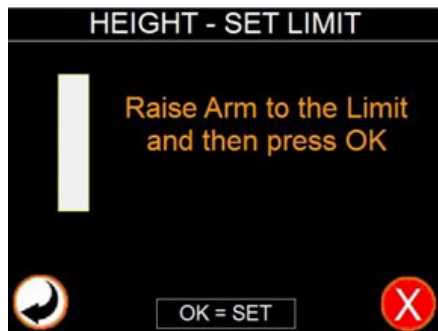 HEIGHT - SET LIMIT
Raise Arm to the Limit
and then press OK
OK = SET
X